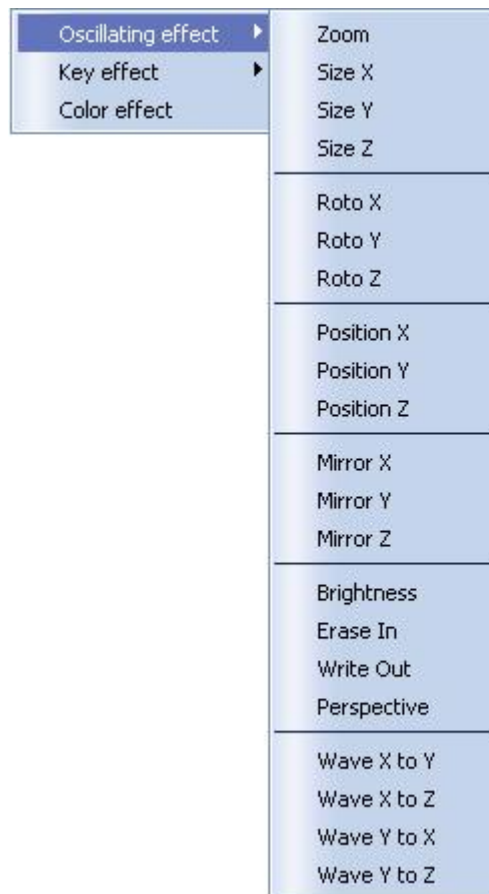 Oscillating effect
Key effect
Color effect
Zoom
Size X
Size Y
Size Z
Roto X
Roto Y
Roto Z
Position X
Position Y
Position Z
Mirror X
Mirror Y
Mirror Z
Brightness
Erase In
Write Out
Perspective
Wave X to Y
Wave X to Z
Wave Y to X
Wave Y to Z